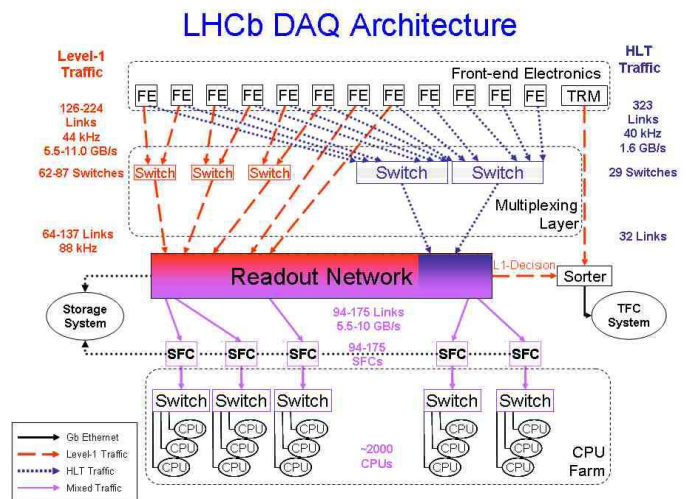 LHCb DAQ Architecture
Level-1
Traffic
HLT
Traffic
Front-end Electronics
FE FE FE FE FE FE FE FE FE FE FE FE TRM
126-224
Links
44 kHz
5.5-11.0 GB/s
323
Links
40 kHz
1.6 GB/s
62-87 Switches
Switch Switch Switch Switch Switch
29 Switches
Multiplexing
Layer
64-137 Links
88 kHz
32 Links
Readout Network
L1-Decision
Sorter
Storage
System
TFC
System
94-175 Links
5.5-10 GB/s
SFC SFC SFC SFC SFC
94-175
SFCs
Switch Switch Switch Switch Switch
CPU CPU CPU CPU CPU
CPU CPU CPU CPU CPU
CPU CPU CPU CPU CPU
~2000
CPUs
CPU
Farm
Gb Ethernet
Level-1 Traffic
HLT Traffic
Mixed Traffic